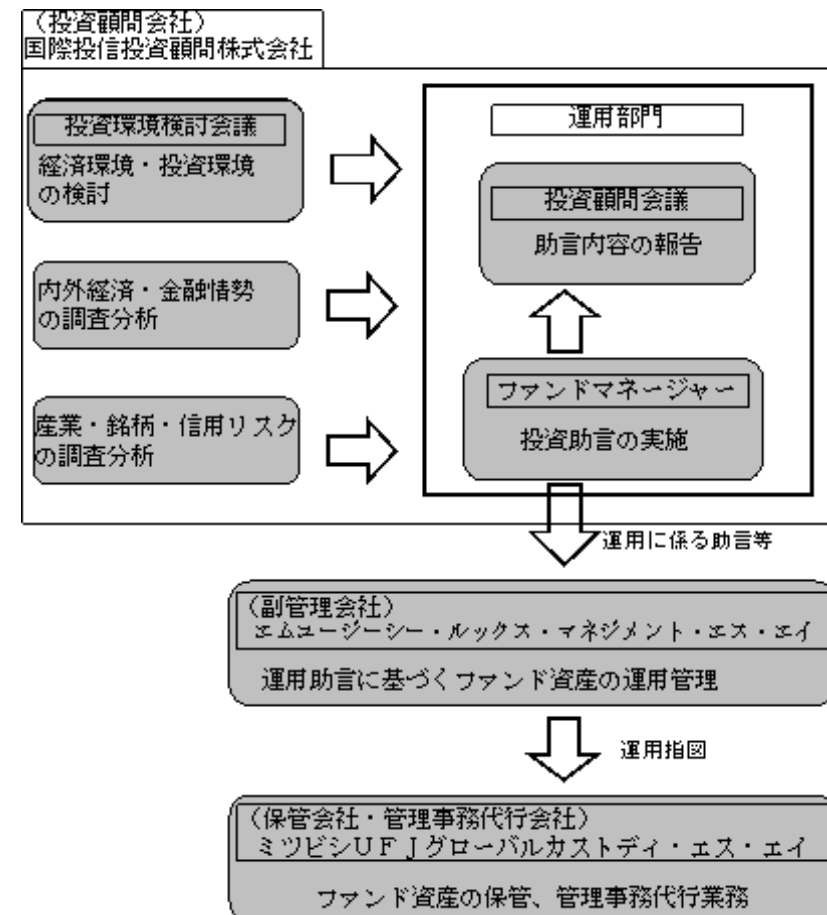 （投資顧問会社）
国際投信投資顧問株式会社
投資環境検討会議
経済環境・投資環境
の検討
内外経済・金融情勢
の調査分析
産業・銘柄・信用リスク
の調査分析
運用部門
投資顧問会議
助言内容の報告
ファンドマネージャー
投資助言の実施
運用に係る助言等
（副管理会社）
エムユージーシー・ルックス・マネジメント・エス・エイ
運用助言に基づくファンド資産の運用管理
運用指図
（保管会社・管理事務代行会社）
ミツビシＵＦＪグローバルカストディ・エス・エイ
ファンド資産の保管、管理事務代行業務